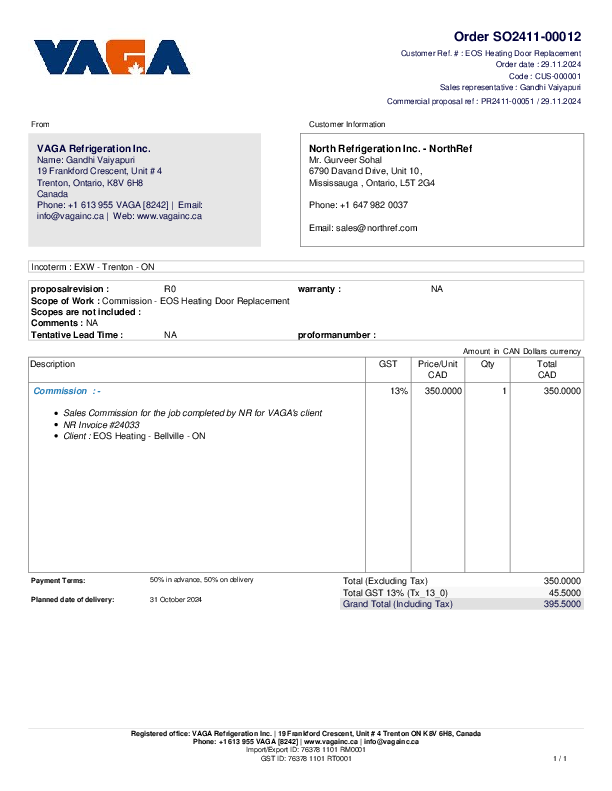 VAGA
Order SO2411-00012
Customer Ref. # : EOS Heating Door Replacement
Order date : 29.11.2024
Code : CUS-000001
Sales representative : Gandhi Vaiyapuri
Commercial proposal ref : PR2411-00051 / 29.11.2024
From
VAGA Refrigeration Inc.
Name: Gandhi Vaiyapuri
19 Frankford Crescent, Unit # 4
Trenton, Ontario, K8V 6H8
Canada
Phone: +1 613 955 VAGA [8242] | Email:
info@vagainc.ca | Web: www.vagainc.ca
Customer Information
North Refrigeration Inc. - NorthRef
Mr. Gurveer Sohal
6790 Davand Drive, Unit 10,
Mississauga , Ontario, L5T 2G4
Phone: +1 647 982 0037
Email: sales@northref.com
Incoterm : EXW - Trenton - ON
proposalrevision : R0 warranty : NA
Scope of Work : Commission - EOS Heating Door Replacement
Scopes are not included :
Comments : NA
Tentative Lead Time : NA proformanumber :
Amount in CAN Dollars currency
Description GST Price/Unit CAD Qty Total CAD
Commission : - 13% 350.0000 1 350.0000
• Sales Commission for the job completed by NR for VAGA's client
• NR Invoice #24033
• Client : EOS Heating - Bellville - ON
Payment Terms: 50% in advance, 50% on delivery
Planned date of delivery: 31 October 2024
Total (Excluding Tax) 350.0000
Total GST 13% (Tx_13_0) 45.5000
Grand Total (Including Tax) 395.5000
Registered office: VAGA Refrigeration Inc. | 19 Frankford Crescent, Unit # 4 Trenton ON K8V 6H8, Canada
Phone: +1 613 955 VAGA [8242] | www.vagainc.ca | info@vagainc.ca
Import/Export ID: 76378 1101 RM0001
GST ID: 76378 1101 RT0001
1 / 1